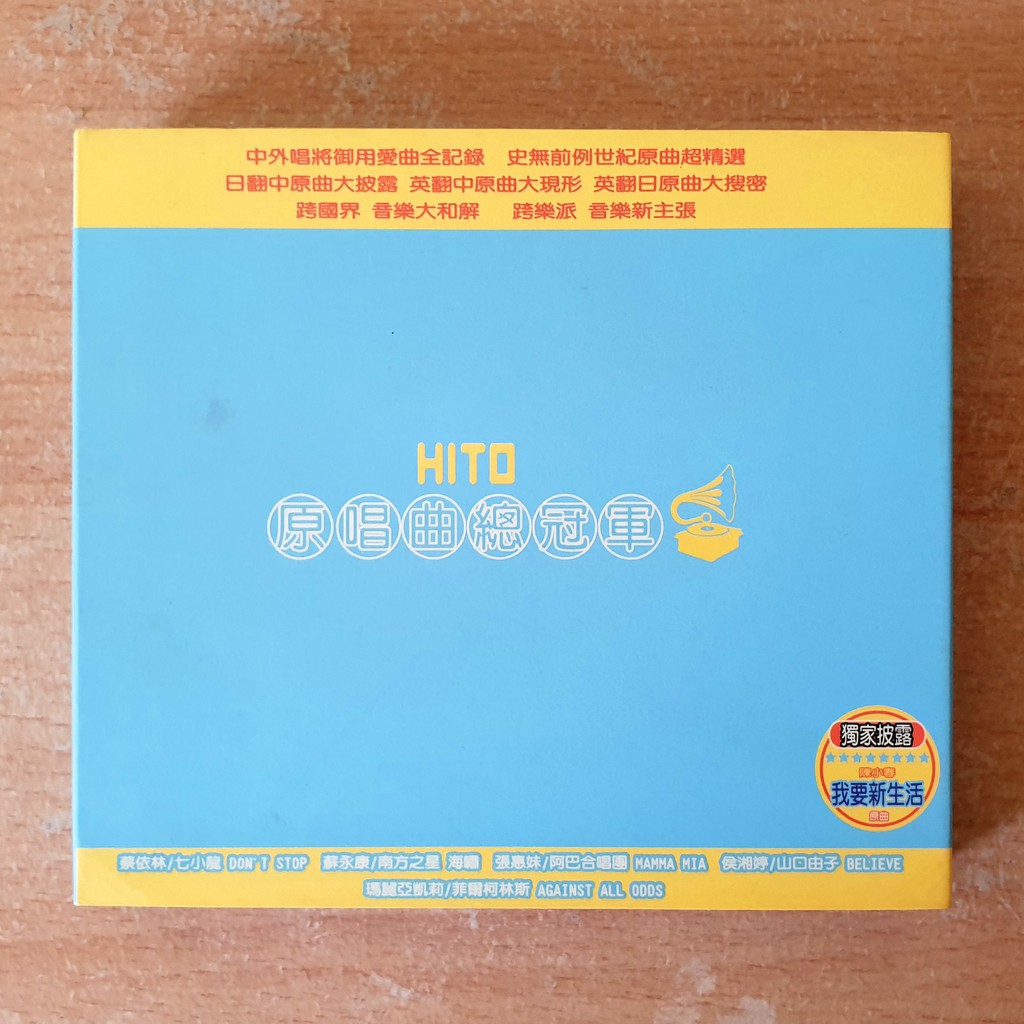 中外唱將御用愛曲全記錄 史無前例世紀原曲超精選
日翻中原曲大披露 英翻中原曲大現形 英翻日原曲大搜密
跨國界 音樂大和解 跨樂派 音樂新主張
HITO
原唱曲總冠軍
獨家披露
陳小春
我要新生活
原曲
蔡依林/七小龍 DON'T STOP 蘇永康/南方之星 海嘯 張惠妹/阿巴合唱團 MAMMA MIA 侯湘婷/山口由子 BELIEVE
瑪麗亞凱莉/菲爾柯林斯 AGAINST ALL ODDS